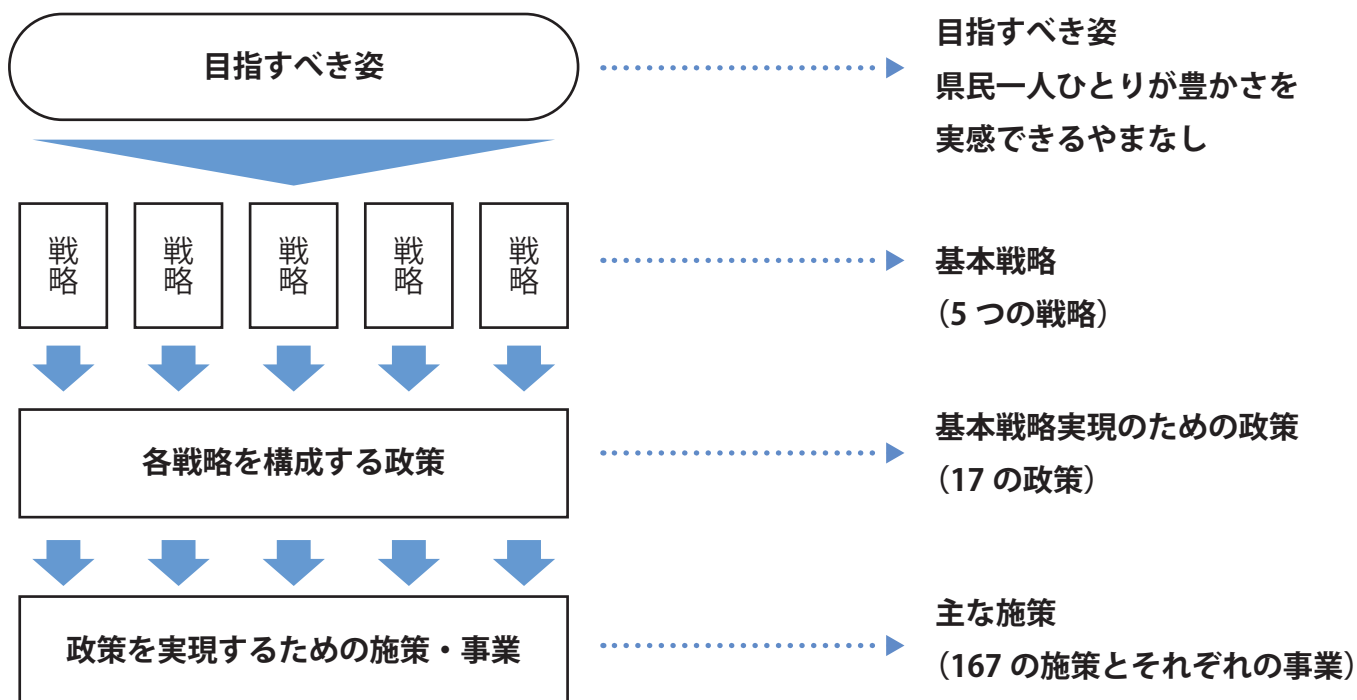 目指すべき姿
目指すべき姿
県民一人ひとりが豊かさを
実感できるやまなし
戦略
戦略
戦略
戦略
戦略
基本戦略
（5 つの戦略）
各戦略を構成する政策
基本戦略実現のための政策
（17 の政策）
政策を実現するための施策・事業
主な施策
（167 の施策とそれぞれの事業）